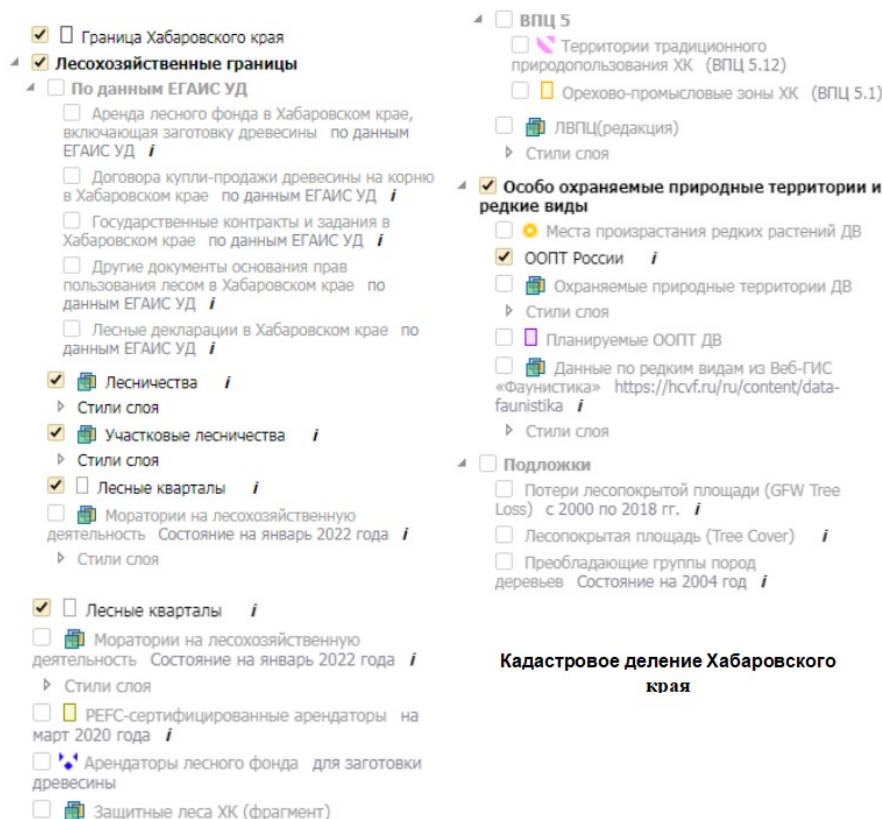 Граница Хабаровского края
Лесохозяйственные границы
По данным ЕГАИС УД
Аренда лесного фонда в Хабаровском крае,
включающая заготовку древесины по данным
ЕГАИС УД i
Договора купли-продажи древесины на корню
в Хабаровском крае по данным ЕГАИС УД i
Государственные контракты и задания в
Хабаровском крае по данным ЕГАИС УД i
Другие документы основания прав
пользования лесом в Хабаровском крае по
данным ЕГАИС УД i
Лесные декларации в Хабаровском крае по
данным ЕГАИС УД i
Лесничества i
Стили слоя
Участковые лесничества i
Стили слоя
Лесные кварталы i
Моратории на лесохозяйственную
деятельность Состояние на январь 2022 года i
Стили слоя
Лесные кварталы i
Моратории на лесохозяйственную
деятельность Состояние на январь 2022 года i
Стили слоя
PEFC-сертифицированные арендаторы на
март 2020 года i
Арендаторы лесного фонда для заготовки
древесины
Защитные леса ХК (фрагмент)
ВПЦ 5
Территории традиционного
природопользования ХК (ВПЦ 5.12)
Орехово-промысловые зоны ХК (ВПЦ 5.1)
ЛВПЦ(редакция)
Стили слоя
Особо охраняемые природные территории и
редкие виды
Места произрастания редких растений ДВ
ООПТ России i
Охраняемые природные территории ДВ
Стили слоя
Планируемые ООПТ ДВ
Данные по редким видам из Веб-ГИС
«Фаунистика» https://hcvf.ru/ru/content/data-
faunistika i
Стили слоя
Подложки
Потери лесопокрытой площади (GFW Tree
Loss) с 2000 по 2018 гг. i
Лесопокрытая площадь (Tree Cover) i
Преобладающие группы пород
деревьев Состояние на 2004 год i
Кадастровое деление Хабаровского
края